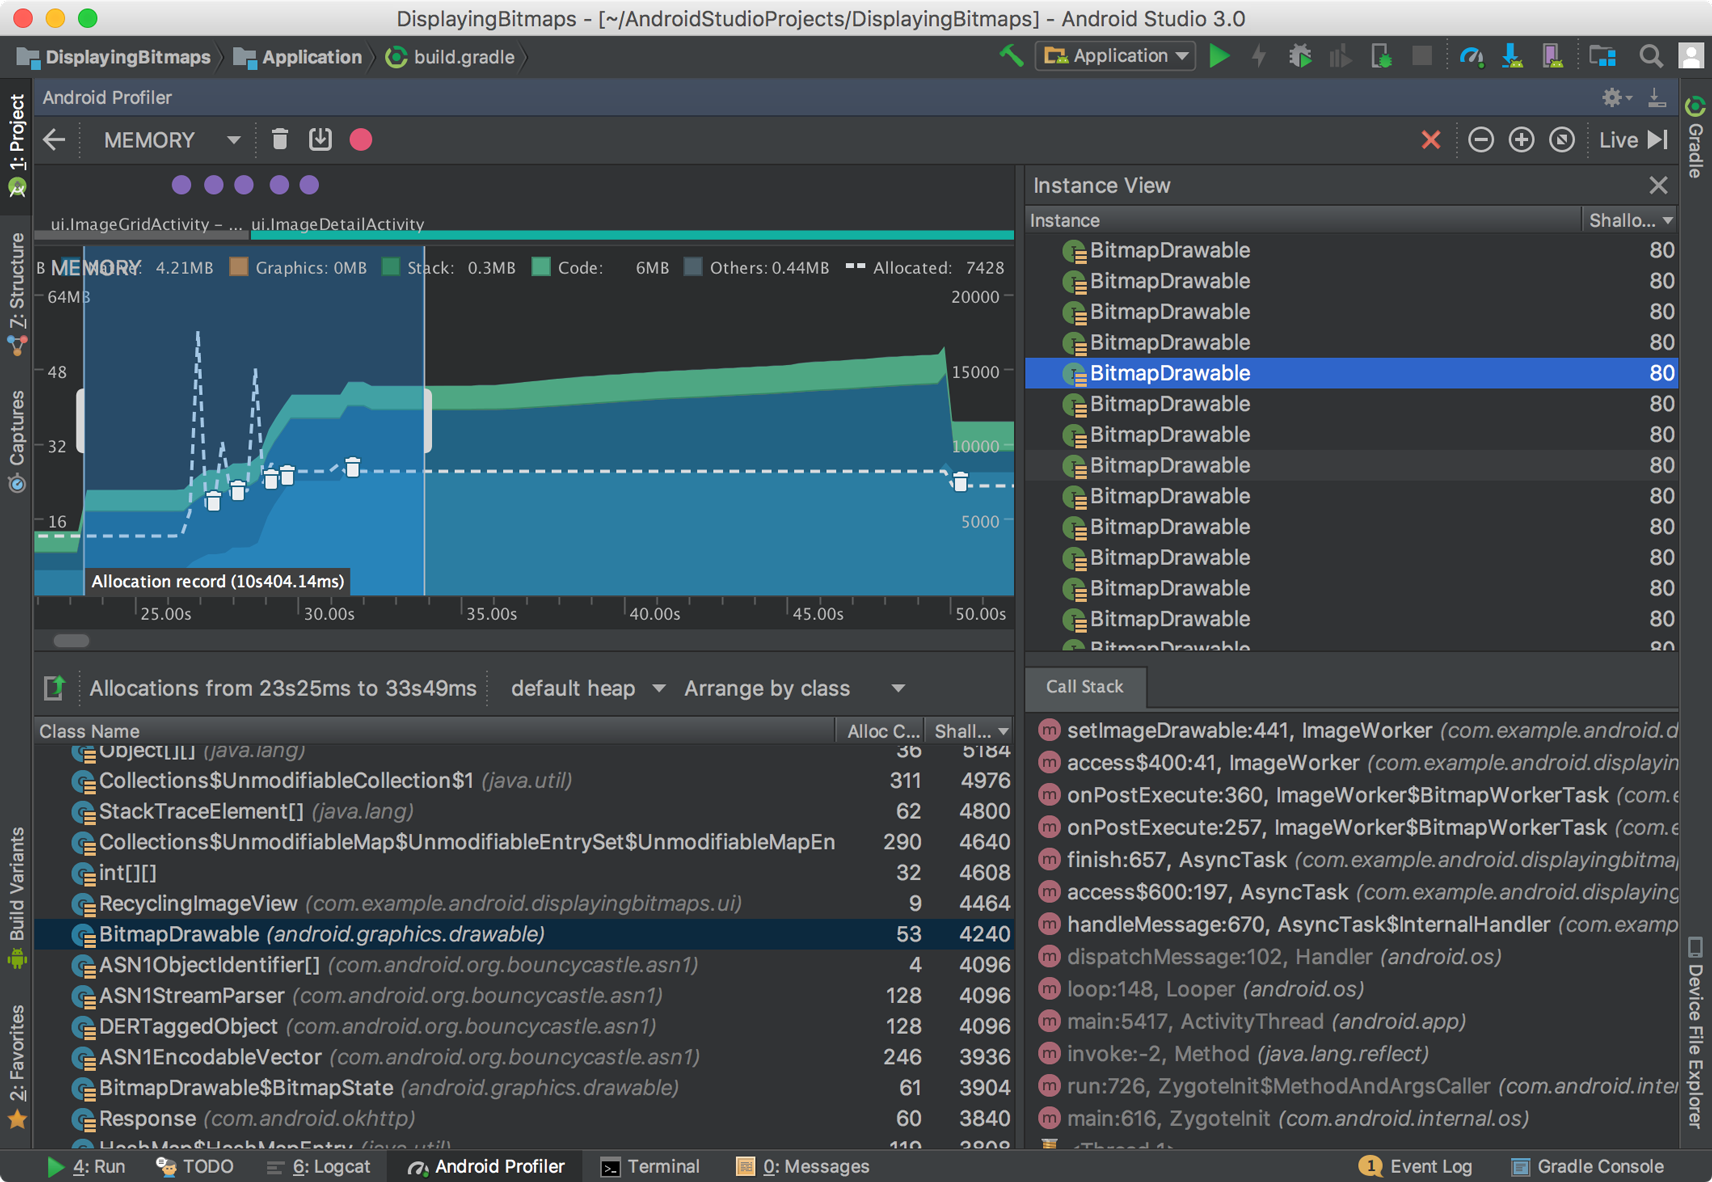 DisplayingBitmaps - [~/AndroidStudioProjects/DisplayingBitmaps] - Android Studio 3.0
DisplayingBitmaps Application build.gradle Application
Android Profiler
MEMORY Live
1: Project
Z: Structure
Captures
Build Variants
2: Favorites
Gradle
Device File Explorer
ui.ImageGridActivity - ... ui.ImageDetailActivity
MEMORY 4.21MB Graphics: 0MB Stack: 0.3MB Code: 6MB Others: 0.44MB Allocated: 7428
64MB 20000
48 15000
32 10000
16 5000
Allocation record (10s404.14ms)
25.00s 30.00s 35.00s 40.00s 45.00s 50.00s
Instance View
Instance Shallo...
BitmapDrawable 80
BitmapDrawable 80
BitmapDrawable 80
BitmapDrawable 80
BitmapDrawable 80
BitmapDrawable 80
BitmapDrawable 80
BitmapDrawable 80
BitmapDrawable 80
BitmapDrawable 80
BitmapDrawable 80
BitmapDrawable 80
BitmapDrawable 80
BitmapDrawable 80
Allocations from 23s25ms to 33s49ms default heap Arrange by class
Class Name Alloc C... Shall...
Object[][] (java.lang) 36 5184
Collections$UnmodifiableCollection$1 (java.util) 311 4976
StackTraceElement[] (java.lang) 62 4800
Collections$UnmodifiableMap$UnmodifiableEntrySet$UnmodifiableMapEn 290 4640
int[][] 32 4608
RecyclingImageView (com.example.android.displayingbitmaps.ui) 9 4464
BitmapDrawable (android.graphics.drawable) 53 4240
ASN1ObjectIdentifier[] (com.android.org.bouncycastle.asn1) 4 4096
ASN1StreamParser (com.android.org.bouncycastle.asn1) 128 4096
DERTaggedObject (com.android.org.bouncycastle.asn1) 128 4096
ASN1EncodableVector (com.android.org.bouncycastle.asn1) 246 3936
BitmapDrawable$BitmapState (android.graphics.drawable) 61 3904
Response (com.android.okhttp) 60 3840
HashMap$HashMapEntry (java.util) 119 3808
Call Stack
setImageDrawable:441, ImageWorker (com.example.android.d
access$400:41, ImageWorker (com.example.android.displayin
onPostExecute:360, ImageWorker$BitmapWorkerTask (com.e
onPostExecute:257, ImageWorker$BitmapWorkerTask (com.e
finish:657, AsyncTask (com.example.android.displayingbitma
access$600:197, AsyncTask (com.example.android.displaying
handleMessage:670, AsyncTask$InternalHandler (com.examp
dispatchMessage:102, Handler (android.os)
loop:148, Looper (android.os)
main:5417, ActivityThread (android.app)
invoke:-2, Method (java.lang.reflect)
run:726, ZygoteInit$MethodAndArgsCaller (com.android.inter
main:616, ZygoteInit (com.android.internal.os)
<Thread 1>
4: Run TODO 6: Logcat Android Profiler Terminal 0: Messages 1 Event Log Gradle Console